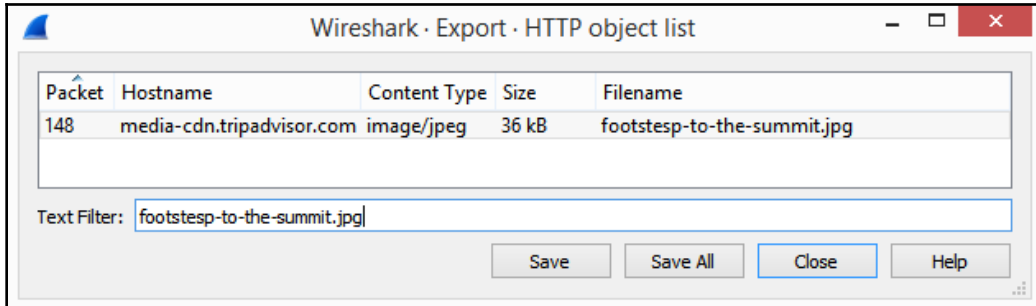 Wireshark · Export · HTTP object list
Packet Hostname Content Type Size Filename
148 media-cdn.tripadvisor.com image/jpeg 36 kB footstesp-to-the-summit.jpg
Text Filter: footstesp-to-the-summit.jpg
Save Save All Close Help